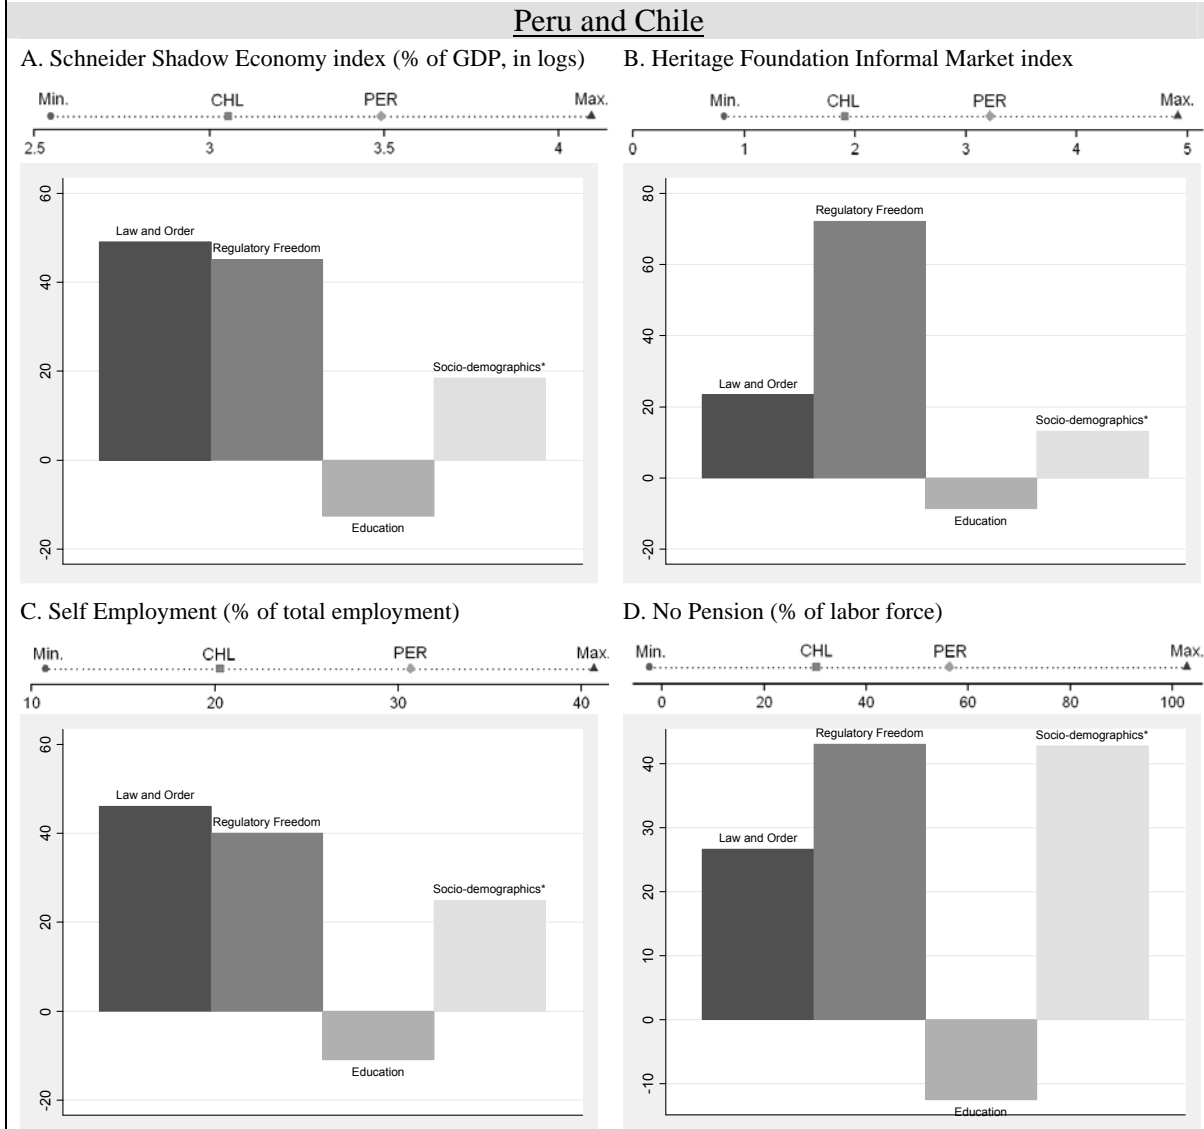 Peru and Chile
A. Schneider Shadow Economy index (% of GDP, in logs)
Min. CHL PER Max.
2.5 3 3.5 4
60
40
20
0
-20
Law and Order
Regulatory Freedom
Socio-demographics*
Education
B. Heritage Foundation Informal Market index
Min. CHL PER Max.
0 1 2 3 4 5
80
60
40
20
0
-20
Regulatory Freedom
Law and Order
Socio-demographics*
Education
C. Self Employment (% of total employment)
Min. CHL PER Max.
10 20 30 40
60
40
20
0
-20
Law and Order
Regulatory Freedom
Socio-demographics*
Education
D. No Pension (% of labor force)
Min. CHL PER Max.
0 20 40 60 80 100
40
30
20
10
0
-10
Regulatory Freedom
Socio-demographics*
Law and Order
Education